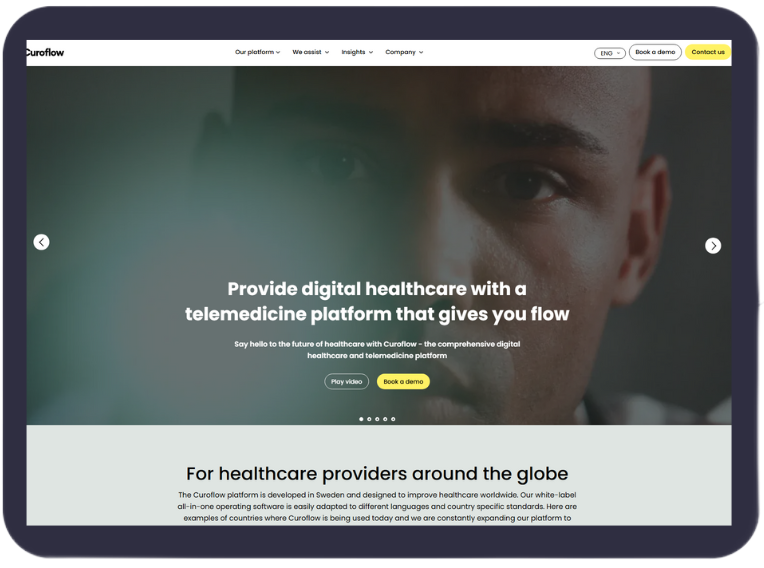 Curoflow
Our platform
We assist
Insights
Company
ENG
Book a demo
Contact us
Provide digital healthcare with a
telemedicine platform that gives you flow
Say hello to the future of healthcare with Curoflow - the comprehensive digital
healthcare and telemedicine platform
Play video
Book a demo
For healthcare providers around the globe
The Curoflow platform is developed in Sweden and designed to improve healthcare worldwide. Our white-label
all-in-one operating software is easily adapted to different languages and country specific standards. Here are
examples of countries where Curoflow is being used today and we are constantly expanding our platform to